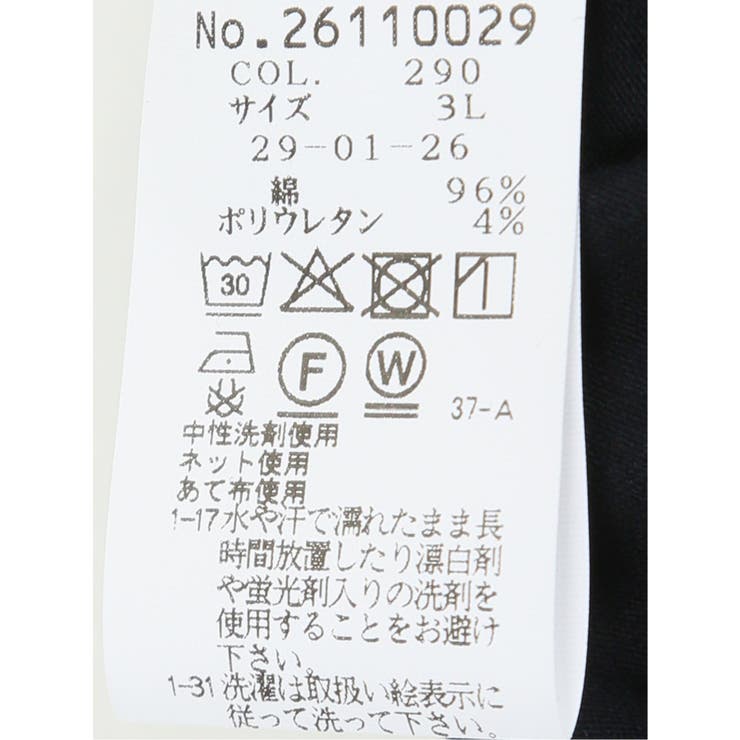 No.26110029
COL. 290
サイズ 3L
29-01-26
綿 96%
ポリウレタン 4%
30
F W 37-A
中性洗剤使用
ネット使用
あて布使用
1-17水や汗で濡れたまま長
時間放置したり漂白剤
や蛍光剤入りの洗剤を
使用することをお避け
下さい。
1-31洗濯は取扱い絵表示に
従って洗って下さい。